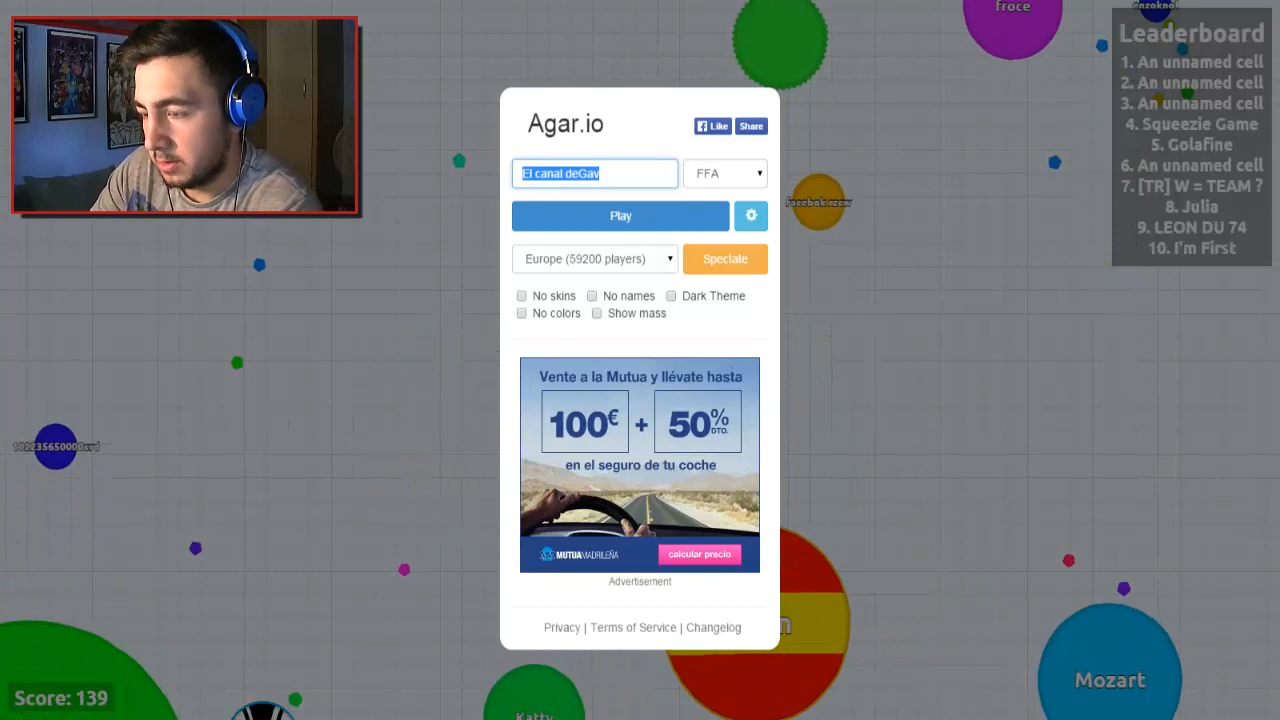 froce
enzoknol
Leaderboard
1. An unnamed cell
2. An unnamed cell
3. An unnamed cell
4. Squeezie Game
5. Golafine
6. An unnamed cell
7. [TR] W = TEAM ?
8. Julia
9. LEON DU 74
10. I'm First
Agar.io
Like
Share
El canal deGav
FFA
Play
Europe (59200 players)
Spectate
No skins
No names
Dark Theme
No colors
Show mass
Vente a la Mutua y llévate hasta
100€ + 50% DTO.
en el seguro de tu coche
MUTUAMADRILEÑA
calcular precio
Advertisement
Privacy | Terms of Service | Changelog
Mozart
Katty
Score: 139